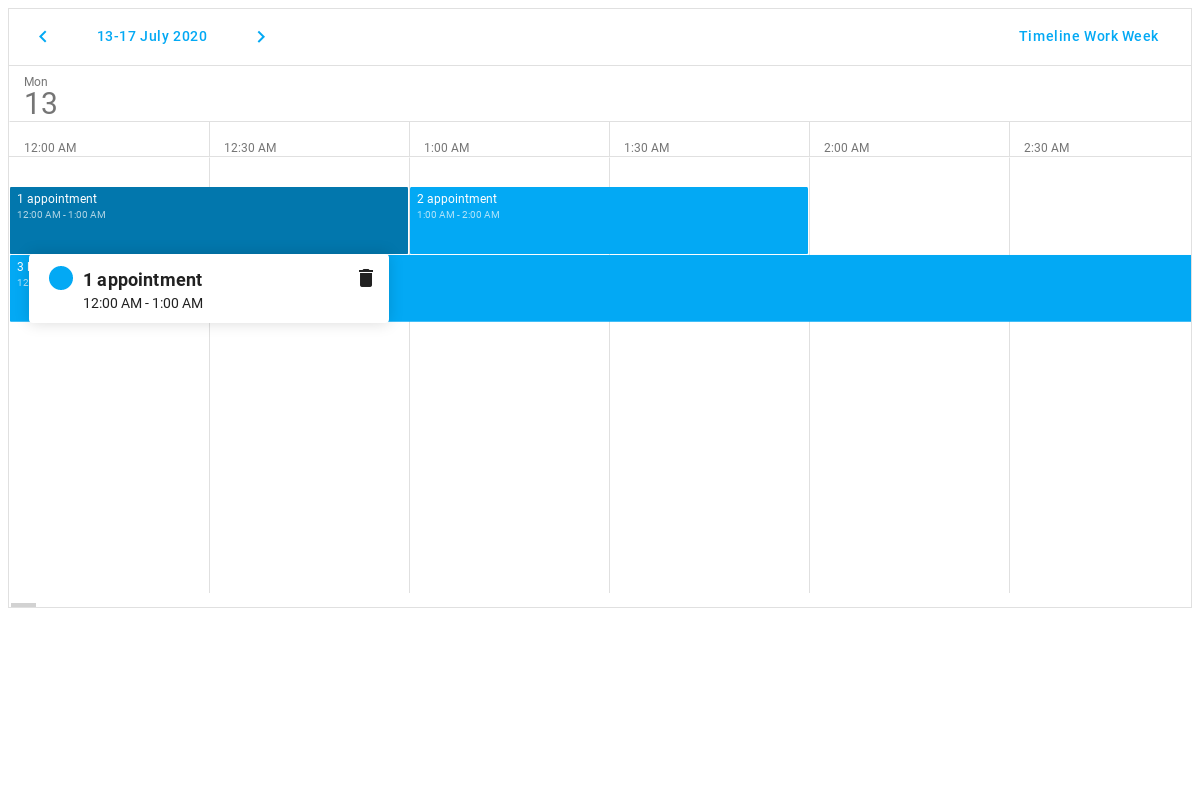 13-17 July 2020
Timeline Work Week
Mon
13
12:00 AM
12:30 AM
1:00 AM
1:30 AM
2:00 AM
2:30 AM
1 appointment
12:00 AM - 1:00 AM
2 appointment
1:00 AM - 2:00 AM
3
12
1 appointment
12:00 AM - 1:00 AM